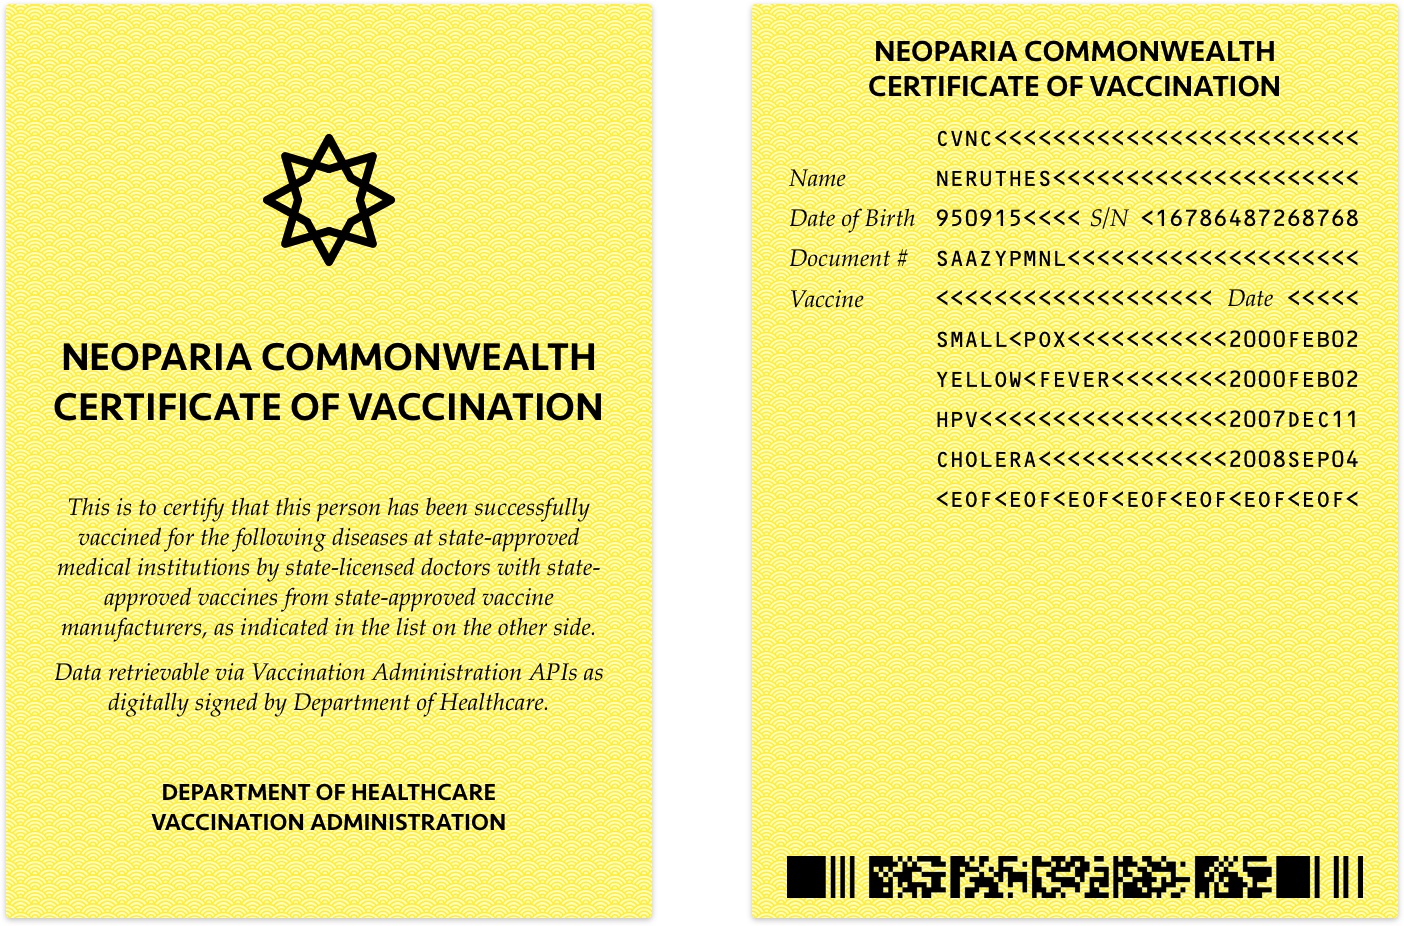 NEOPARIA COMMONWEALTH
CERTIFICATE OF VACCINATION
This is to certify that this person has been successfully
vaccined for the following diseases at state-approved
medical institutions by state-licensed doctors with state-
approved vaccines from state-approved vaccine
manufacturers, as indicated in the list on the other side.
Data retrievable via Vaccination Administration APIs as
digitally signed by Department of Healthcare.
DEPARTMENT OF HEALTHCARE
VACCINATION ADMINISTRATION
NEOPARIA COMMONWEALTH
CERTIFICATE OF VACCINATION
CVNC<<<<<<<<<<<<<<<<<<<<<<<<<
Name NERUTHES<<<<<<<<<<<<<<<<<<<<<
Date of Birth 950915<<<< S/N <16786487268768
Document # SAAZYPMNL<<<<<<<<<<<<<<<<<<<<
Vaccine <<<<<<<<<<<<<<<<<<< Date <<<<<
SMALL<POX<<<<<<<<<<<2000FEB02
YELLOW<FEVER<<<<<<<<2000FEB02
HPV<<<<<<<<<<<<<<<<<2007DEC11
CHOLERA<<<<<<<<<<<<<2008SEP04
<EOF<EOF<EOF<EOF<EOF<EOF<EOF<